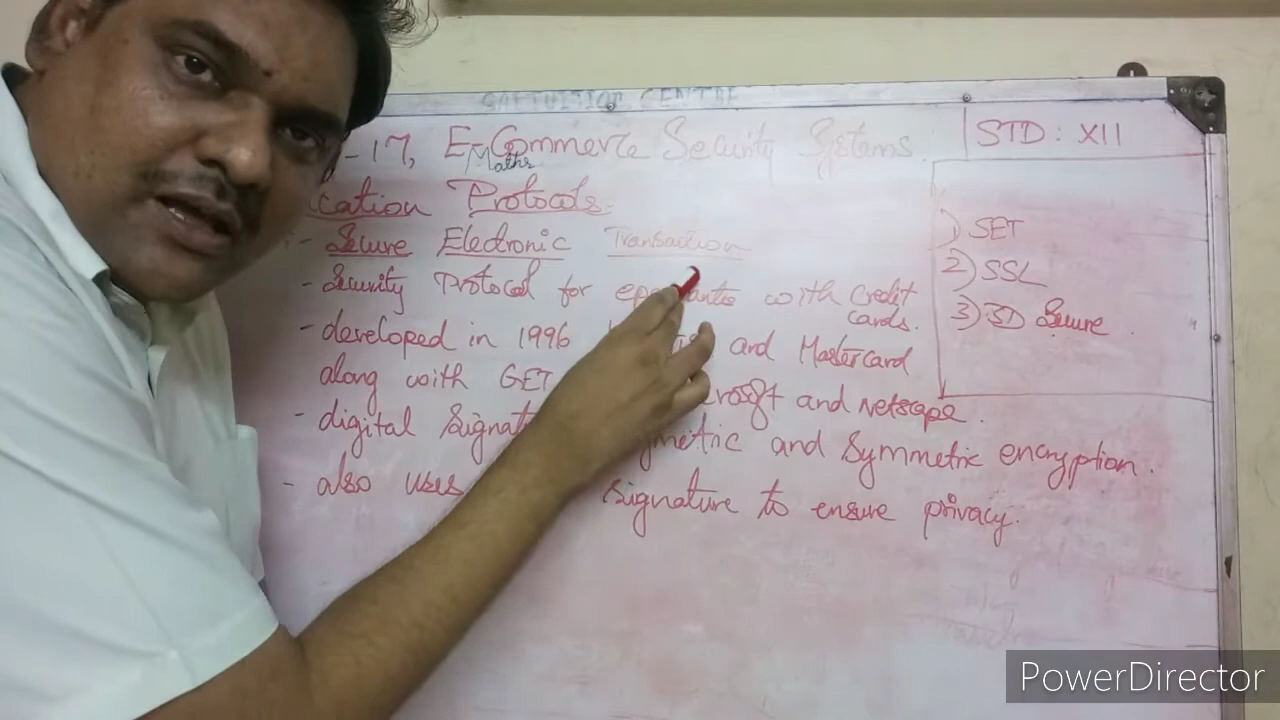 CENTRE
-17, E-Commerce Security Systems. STD : XII
Maths
cation Protocols.
- Secure Electronic Transaction
- Security Protocol for with Credit cards.
- developed in 1996 and Mastercard
along with GET and Netscape.
- digital and Symmetric encryption.
- also uses signature to ensure privacy.
1) SET
2) SSL
3) 3D Secure
PowerDirector